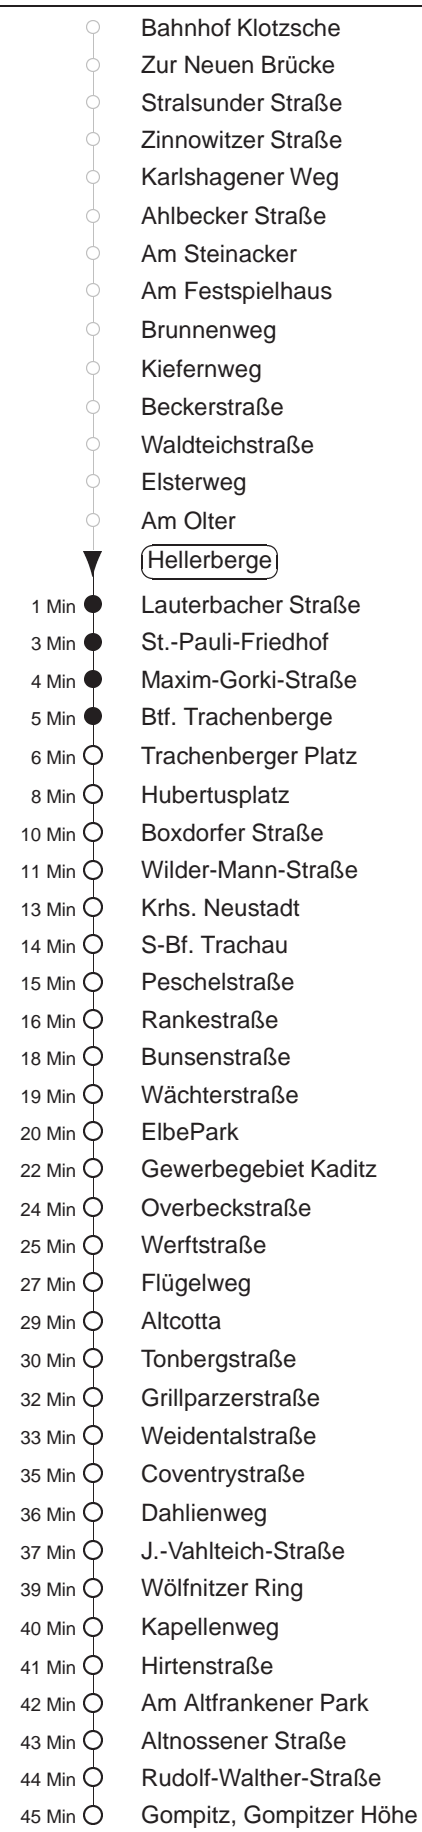 Bahnhof Klotzsche
Zur Neuen Brücke
Stralsunder Straße
Zinnowitzer Straße
Karlshagener Weg
Ahlbecker Straße
Am Steinacker
Am Festspielhaus
Brunnenweg
Kiefernweg
Beckerstraße
Waldteichstraße
Elsterweg
Am Olter
Hellerberge
1 Min Lauterbacher Straße
3 Min St.-Pauli-Friedhof
4 Min Maxim-Gorki-Straße
5 Min Btf. Trachenberge
6 Min Trachenberger Platz
8 Min Hubertusplatz
10 Min Boxdorfer Straße
11 Min Wilder-Mann-Straße
13 Min Krhs. Neustadt
14 Min S-Bf. Trachau
15 Min Peschelstraße
16 Min Rankestraße
18 Min Bunsenstraße
19 Min Wächterstraße
20 Min ElbePark
22 Min Gewerbegebiet Kaditz
24 Min Overbeckstraße
25 Min Werftstraße
27 Min Flügelweg
29 Min Altcotta
30 Min Tonbergstraße
32 Min Grillparzerstraße
33 Min Weidentalstraße
35 Min Coventrystraße
36 Min Dahlienweg
37 Min J.-Vahlteich-Straße
39 Min Wölfnitzer Ring
40 Min Kapellenweg
41 Min Hirtenstraße
42 Min Am Altfrankener Park
43 Min Altnossener Straße
44 Min Rudolf-Walther-Straße
45 Min Gompitz, Gompitzer Höhe